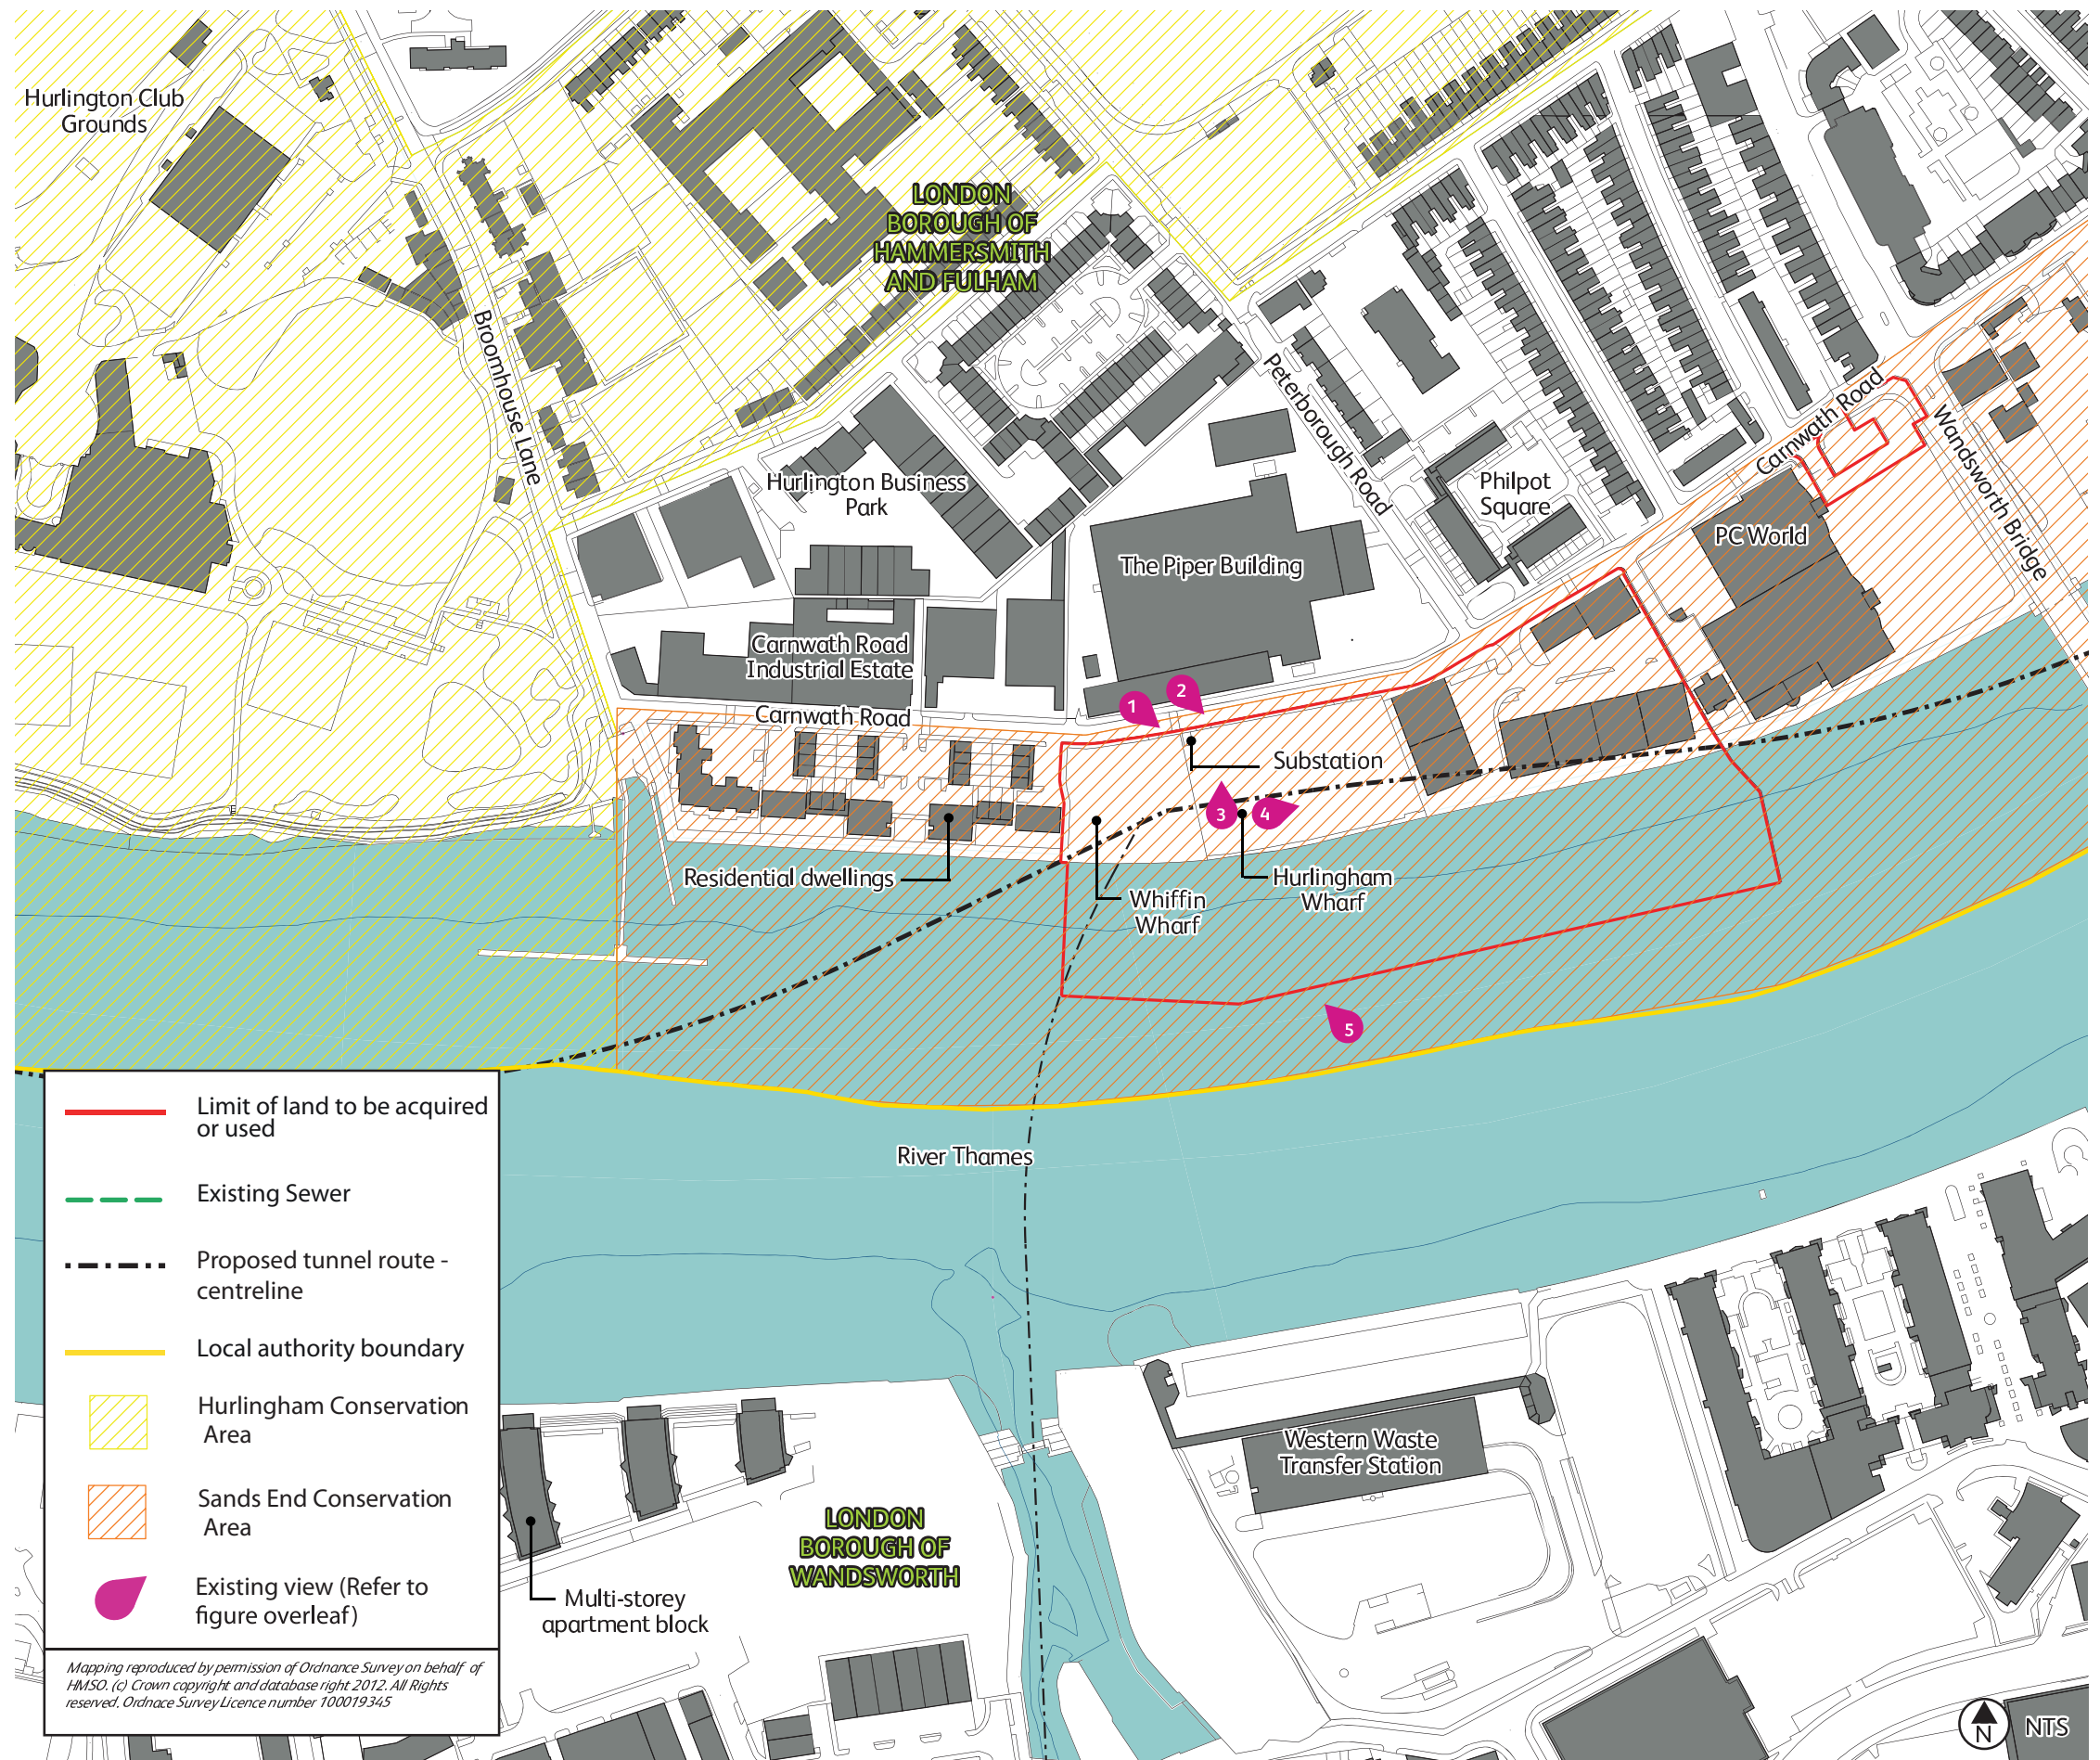 Hurlington Club
Grounds
LONDON
BOROUGH OF
HAMMERSMITH
AND FULHAM
Broomhouse Lane
Peterborough Road
Carnwath Road
Wandsworth Bridge
Hurlington Business
Park
Philpot
Square
PC World
The Piper Building
Carnwath Road
Industrial Estate
Carnwath Road
1
2
Substation
3
4
Residential dwellings
Whiffin
Wharf
Hurlingham
Wharf
5
River Thames
Limit of land to be acquired
or used
Existing Sewer
Proposed tunnel route -
centreline
Local authority boundary
Hurlingham Conservation
Area
Sands End Conservation
Area
Existing view (Refer to
figure overleaf)
Mapping reproduced by permission of Ordnance Survey on behalf of
HMSO. (c) Crown copyright and database right 2012. All Rights
reserved. Ordnace Survey Licence number 100019345
Western Waste
Transfer Station
LONDON
BOROUGH OF
WANDSWORTH
Multi-storey
apartment block
N
NTS